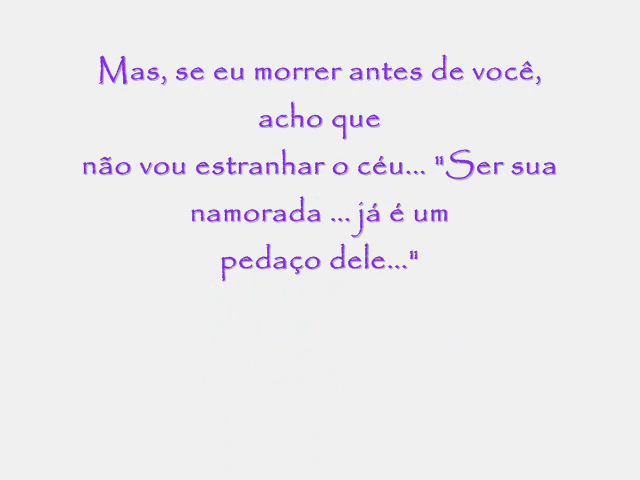 Mas, se eu morrer antes de você,
acho que
não vou estranhar o céu... "Ser sua
namorada ... já é um
pedaço dele..."